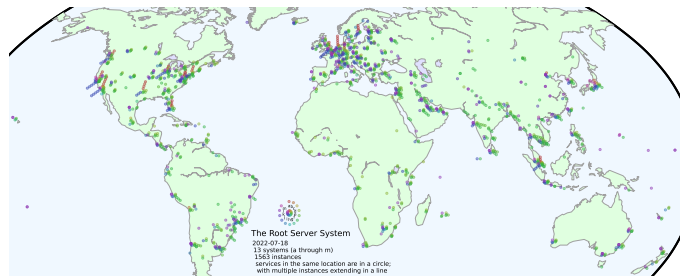 The Root Server System
2022-07-18
13 systems (a through m)
1563 instances
services in the same location are in a circle;
with multiple instances extending in a line